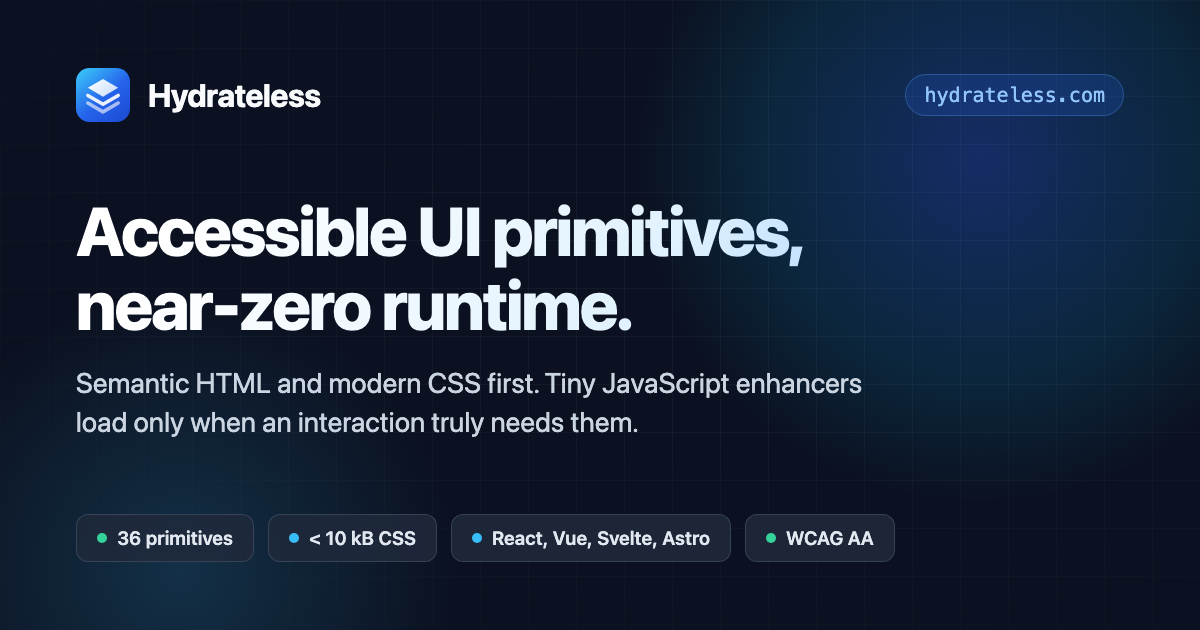 Hydrateless
hydrateless.com
Accessible UI primitives,
near-zero runtime.
Semantic HTML and modern CSS first. Tiny JavaScript enhancers
load only when an interaction truly needs them.
36 primitives
< 10 kB CSS
React, Vue, Svelte, Astro
WCAG AA